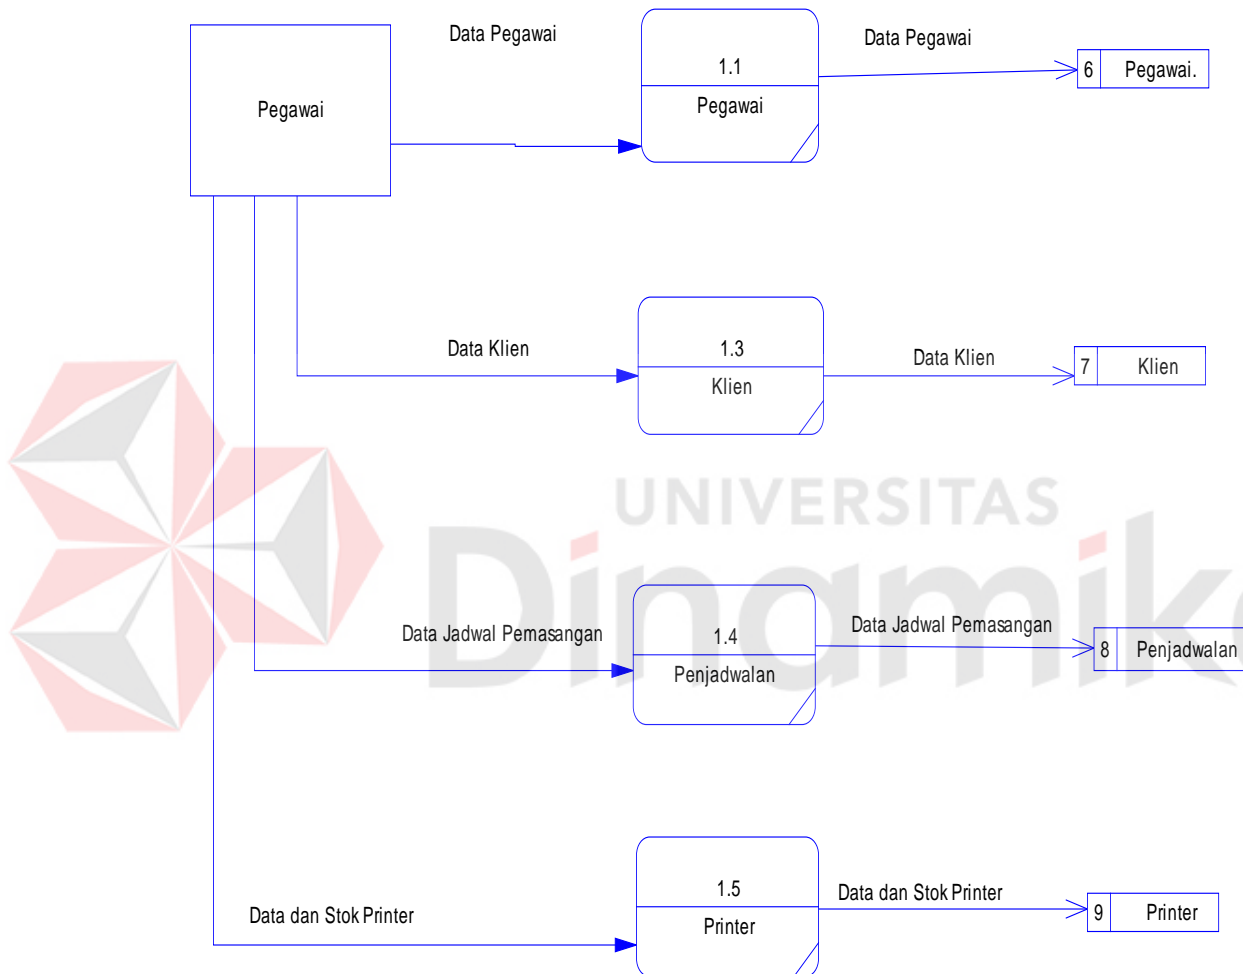 Data Pegawai
Pegawai
1.1
Pegawai
Data Pegawai
6 Pegawai.
Data Klien
1.3
Klien
Data Klien
7 Klien
UNIVERSITAS
Dinamika
Data Jadwal Pemasangan
1.4
Penjadwalan
Data Jadwal Pemasangan
8 Penjadwalan
Data dan Stok Printer
1.5
Printer
Data dan Stok Printer
9 Printer